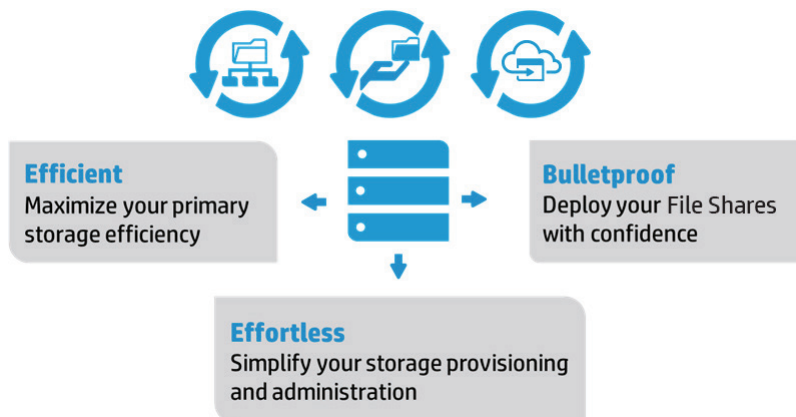 Efficient
Maximize your primary
storage efficiency
Bulletproof
Deploy your File Shares
with confidence
Effortless
Simplify your storage provisioning
and administration